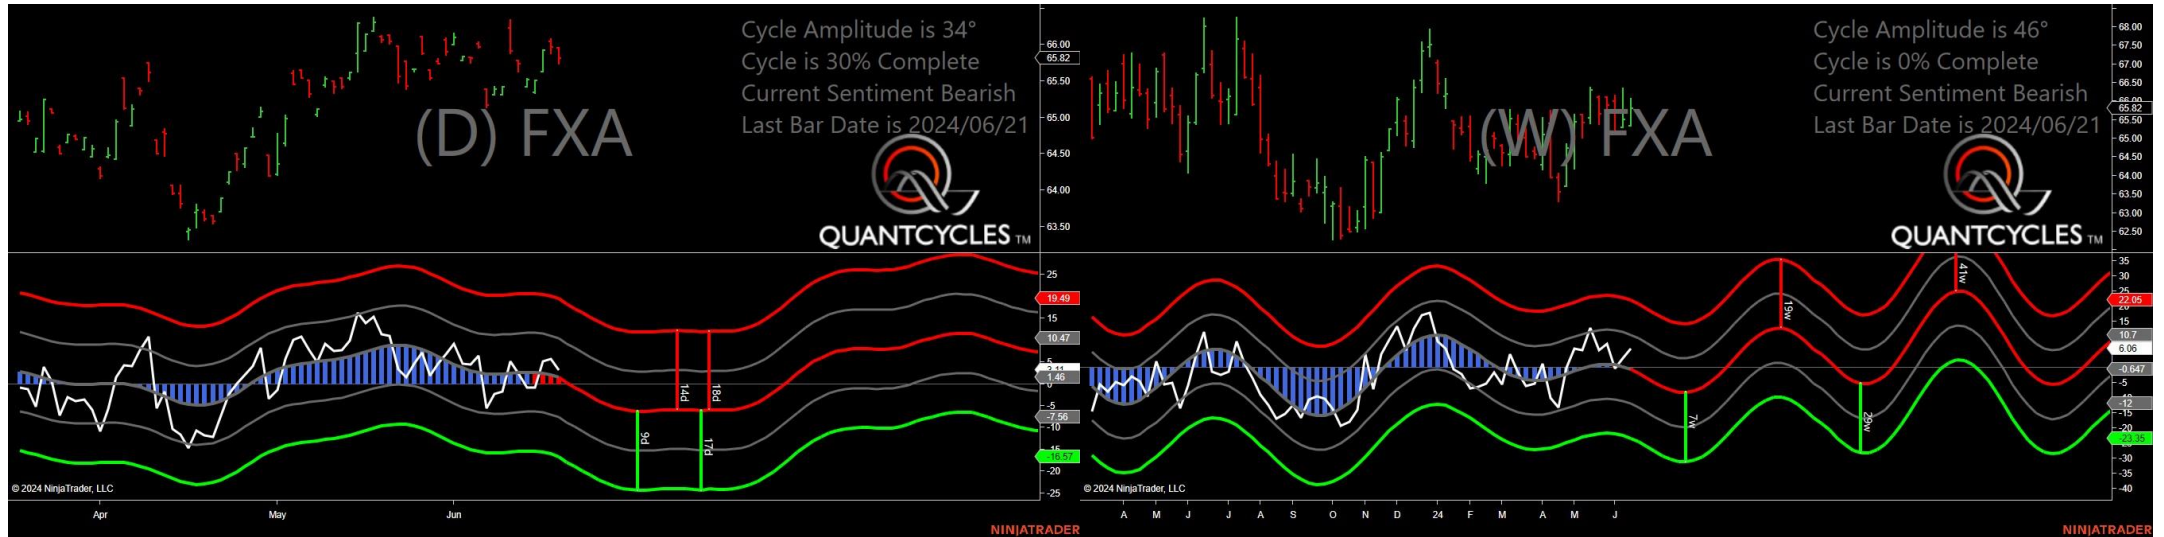 Cycle Amplitude is 34°
Cycle is 30% Complete
Current Sentiment Bearish
Last Bar Date is 2024/06/21
(D) FXA
QUANTCYCLES TM
66.00
65.82
65.50
65.00
64.50
64.00
63.50
25
19.49
15
10.47
5
3.11
1.46
0
-5
-7.56
-10
-16.57
-20
-25
14d
18d
9d
17d
© 2024 NinjaTrader, LLC
Apr
May
Jun
NINJATRADER
Cycle Amplitude is 46°
Cycle is 0% Complete
Current Sentiment Bearish
Last Bar Date is 2024/06/21
(W) FXA
QUANTCYCLES TM
68.00
67.50
67.00
66.50
66.00
65.82
65.50
65.00
64.50
64.00
63.50
63.00
62.50
35
30
25
22.05
15
10.7
6.06
-0.647
-5
-12
-15
-20
-23.35
-30
-35
-40
19w
41w
7w
29w
© 2024 NinjaTrader, LLC
A M J J A S O N D 24 F M A M J
NINJATRADER